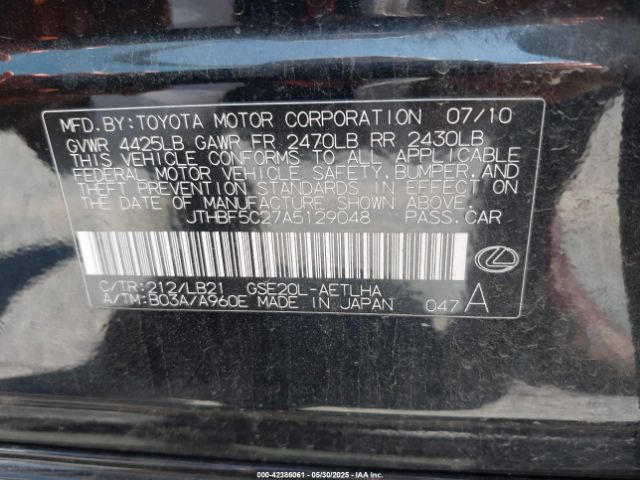 MFD.BY:TOYOTA MOTOR CORPORATION 07/10
GVWR 4425LB GAWR FR 2470LB RR 2430LB
THIS VEHICLE CONFORMS TO ALL APPLICABLE
FEDERAL MOTOR VEHICLE SAFETY,BUMPER, AND
THEFT PREVENTION STANDARDS IN EFFECT ON
THE DATE OF MANUFACTURE SHOWN ABOVE.
JTHBF5C27A5129048 PASS.CAR
C/TR:212/LB21 GSE20L-AETLHA
A/TM:B03A/A960E MADE IN JAPAN 047A
000-42386061 | 05/30/2025 | IAA Inc.